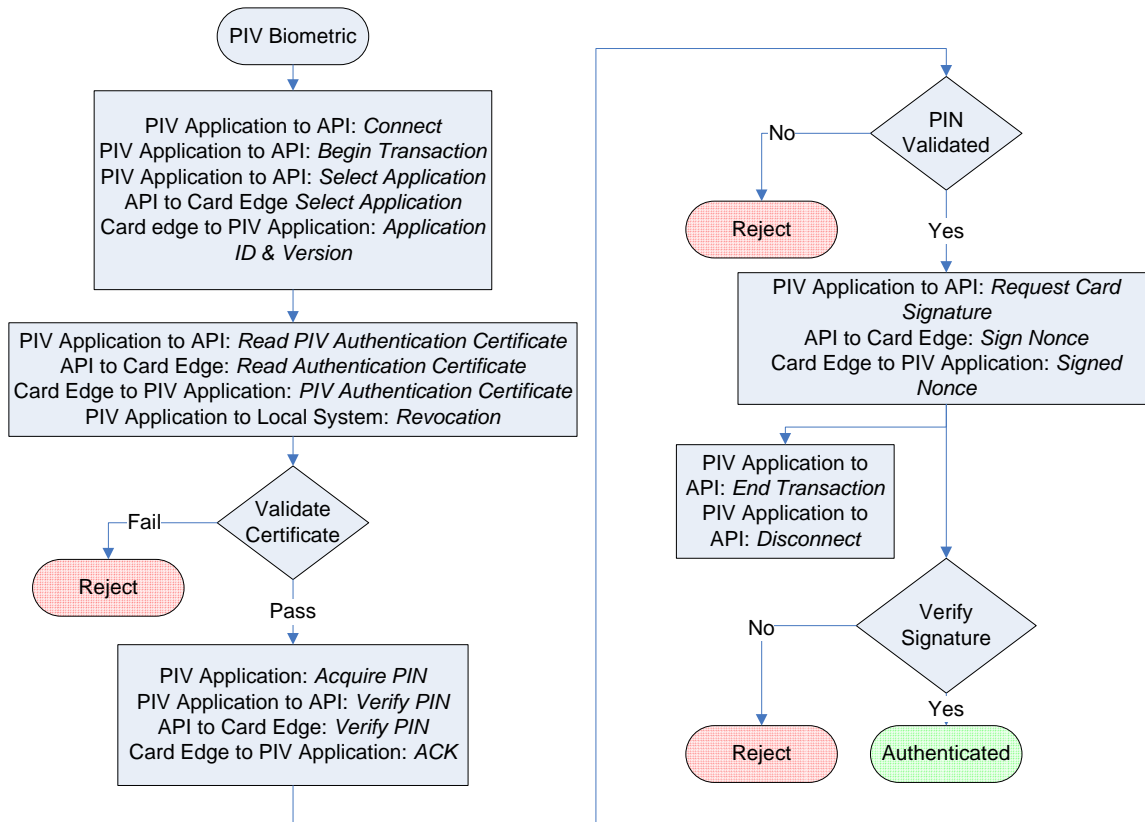 PIV Biometric
PIV Application to API: Connect
PIV Application to API: Begin Transaction
PIV Application to API: Select Application
API to Card Edge Select Application
Card edge to PIV Application: Application
ID & Version
PIV Application to API: Read PIV Authentication Certificate
API to Card Edge: Read Authentication Certificate
Card Edge to PIV Application: PIV Authentication Certificate
PIV Application to Local System: Revocation
Validate
Certificate
Fail
Reject
Pass
PIV Application: Acquire PIN
PIV Application to API: Verify PIN
API to Card Edge: Verify PIN
Card Edge to PIV Application: ACK
PIN
Validated
No
Reject
Yes
PIV Application to API: Request Card
Signature
API to Card Edge: Sign Nonce
Card Edge to PIV Application: Signed
Nonce
PIV Application to
API: End Transaction
PIV Application to
API: Disconnect
Verify
Signature
No
Reject
Yes
Authenticated